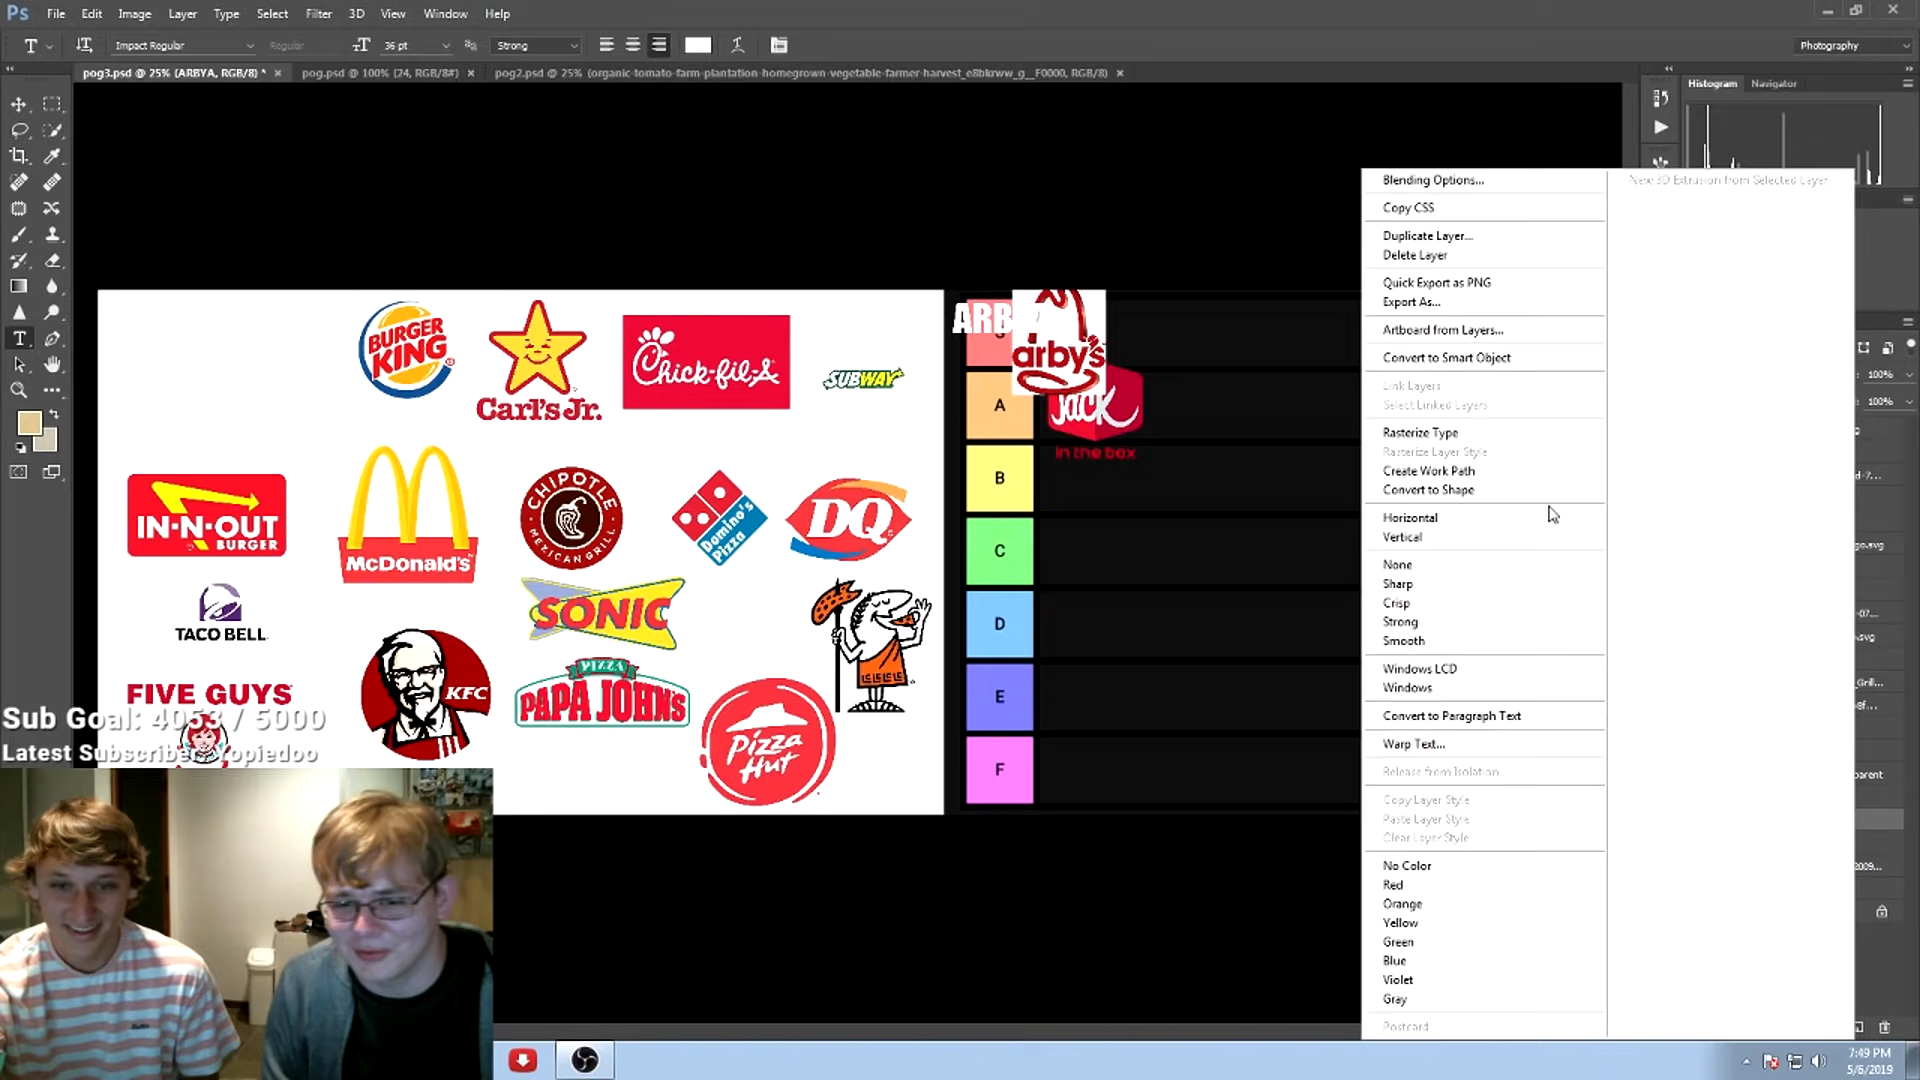 Ps File Edit Image Layer Type Select Filter 3D View Window Help
T Impact Regular Regular 36 pt Strong Photography
pog3.psd @ 25% (ARBYA, RGB/8) * × pog.psd @ 100% (24, RGB/8#) × pog2.psd @ 25% (organic-tomato-farm-plantation-homegrown-vegetable-farmer-harvest_e8bkrww_g__F0000, RGB/8) ×
Histogram Navigator
Blending Options...
Copy CSS
Duplicate Layer...
Delete Layer
Quick Export as PNG
Export As...
Artboard from Layers...
Convert to Smart Object
Link Layers
Select Linked Layers
Rasterize Type
Rasterize Layer Style
Create Work Path
Convert to Shape
Horizontal
Vertical
None
Sharp
Crisp
Strong
Smooth
Windows LCD
Windows
Convert to Paragraph Text
Warp Text...
Release from Isolation
Copy Layer Style
Paste Layer Style
Clear Layer Style
No Color
Red
Orange
Yellow
Green
Blue
Violet
Gray
Postcard
New 3D Extrusion from Selected Layer
100%
100%
BURGER
KING
Carl's Jr.
Chick-fil-A
SUBWAY
IN-N-OUT
BURGER
McDonald's
CHIPOTLE
MEXICAN GRILL
Domino's
Pizza
DQ
TACO BELL
SONIC
FIVE GUYS
KFC
PIZZA
PAPA JOHN'S
Pizza
Hut
ARB
arby's
Jack
in the box
A
B
C
D
E
F
Sub Goal: 4053 / 5000
Latest Subscriber: Yopiedoo
7:49 PM
5/6/2019